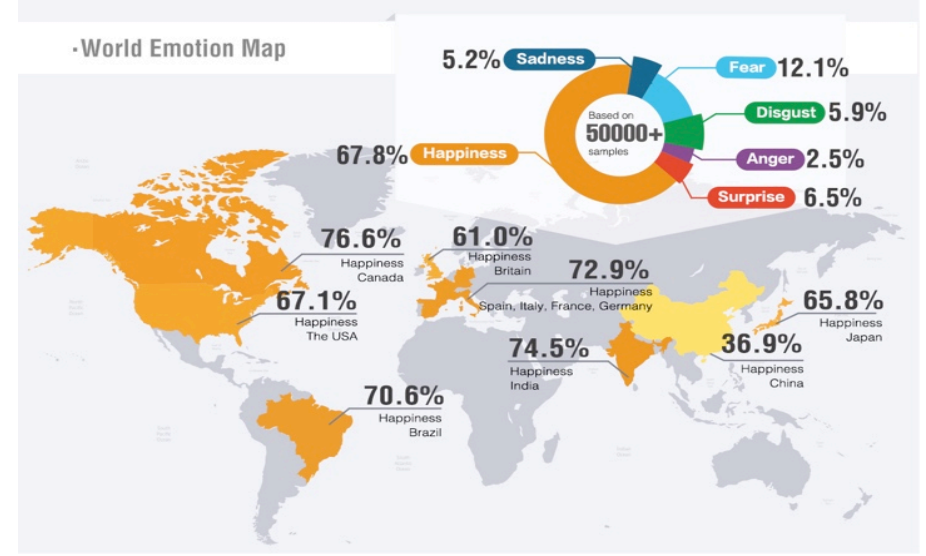 ·World Emotion Map
5.2% Sadness
Fear 12.1%
Disgust 5.9%
Based on
50000+
samples
67.8% Happiness
Anger 2.5%
Surprise 6.5%
76.6%
Happiness
Canada
61.0%
Happiness
Britain
72.9%
Happiness
Spain, Italy, France, Germany
67.1%
Happiness
The USA
65.8%
Happiness
Japan
74.5%
Happiness
India
36.9%
Happiness
China
70.6%
Happiness
Brazil